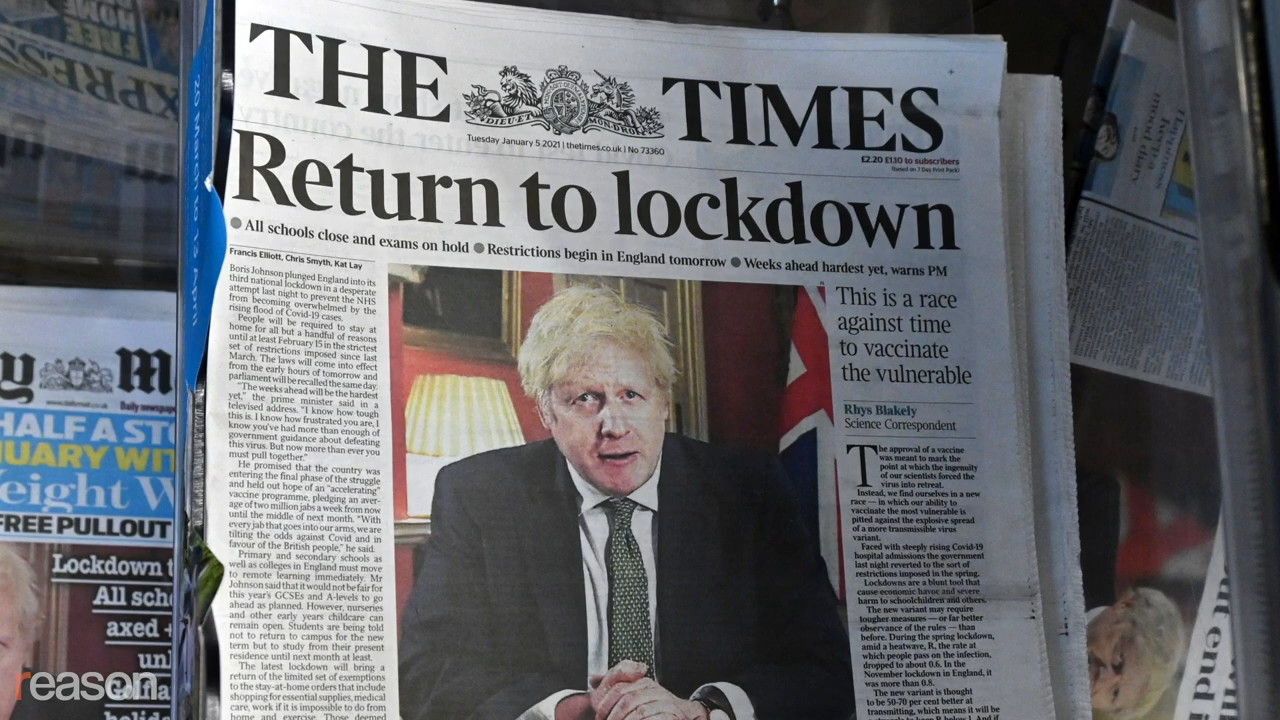 THE TIMES
DIEU ET MON DROIT
Tuesday January 5 2021 | thetimes.co.uk | No 73360
£2.20 £1.10 to subscribers
(based on 7 Day Print Pack)
Return to lockdown
All schools close and exams on hold
Restrictions begin in England tomorrow
Weeks ahead hardest yet, warns PM
Francis Elliott, Chris Smyth, Kat Lay
Boris Johnson plunged England into its
third national lockdown in a desperate
attempt last night to prevent the NHS
from becoming overwhelmed by the
rising flood of Covid-19 cases.
People will be required to stay at
home for all but a handful of reasons
until at least February 15 in the strictest
set of restrictions imposed since last
March. The laws will come into effect
from the early hours of tomorrow and
parliament will be recalled the same day.
"The weeks ahead will be the hardest
yet," the prime minister said in a
televised address. "I know how tough
this is. I know how frustrated you are, I
know you've had more than enough of
government guidance about defeating
this virus. But now more than ever you
must pull together."
He promised that the country was
entering the final phase of the struggle
and held out hope of an "accelerating"
vaccine programme, pledging an aver-
age of two million jabs a week from now
until the middle of next month. "With
every jab that goes into our arms, we are
tilting the odds against Covid and in
favour of the British people," he said.
Primary and secondary schools as
well as colleges in England must move
to remote learning immediately. Mr
Johnson said that it would not be fair for
this year's GCSEs and A-levels to go
ahead as planned. However, nurseries
and other early years childcare can
remain open. Students are being told
not to return to campus for the new
term but to study from their present
residence until next month at least.
The latest lockdown will bring a
return of the limited set of exemptions
to the stay-at-home orders that include
shopping for essential supplies, medical
care, work if it is impossible to do from
home and exercise. Those deemed
This is a race
against time
to vaccinate
the vulnerable
Rhys Blakely
Science Correspondent
The approval of a vaccine
was meant to mark the
point at which the ingenuity
of our scientists forced the
virus into retreat.
Instead, we find ourselves in a new
race — in which our ability to
vaccinate the most vulnerable is
pitted against the explosive spread
of a more transmissible virus
variant.
Faced with steeply rising Covid-19
hospital admissions the government
last night reverted to the sort of
restrictions imposed in the spring.
Lockdowns are a blunt tool that
cause economic havoc and severe
harm to schoolchildren and others.
The new variant may require
tougher measures — or far better
observance of the rules — than
before. During the spring lockdown,
amid a heatwave, R, the rate at
which people pass on the infection,
dropped to about 0.6. In the
November lockdown in England, it
was more than 0.8.
The new variant is thought
to be 50-70 per cent better at
transmitting, which means it will be
20 March to 13 April
EXPRESS
y M
www.dailymail.co.uk
Daily newspape
HALF A STO
UARY WIT
eight W
FREE PULLOUT
Lockdown t
All scho
axed +
unl
reason